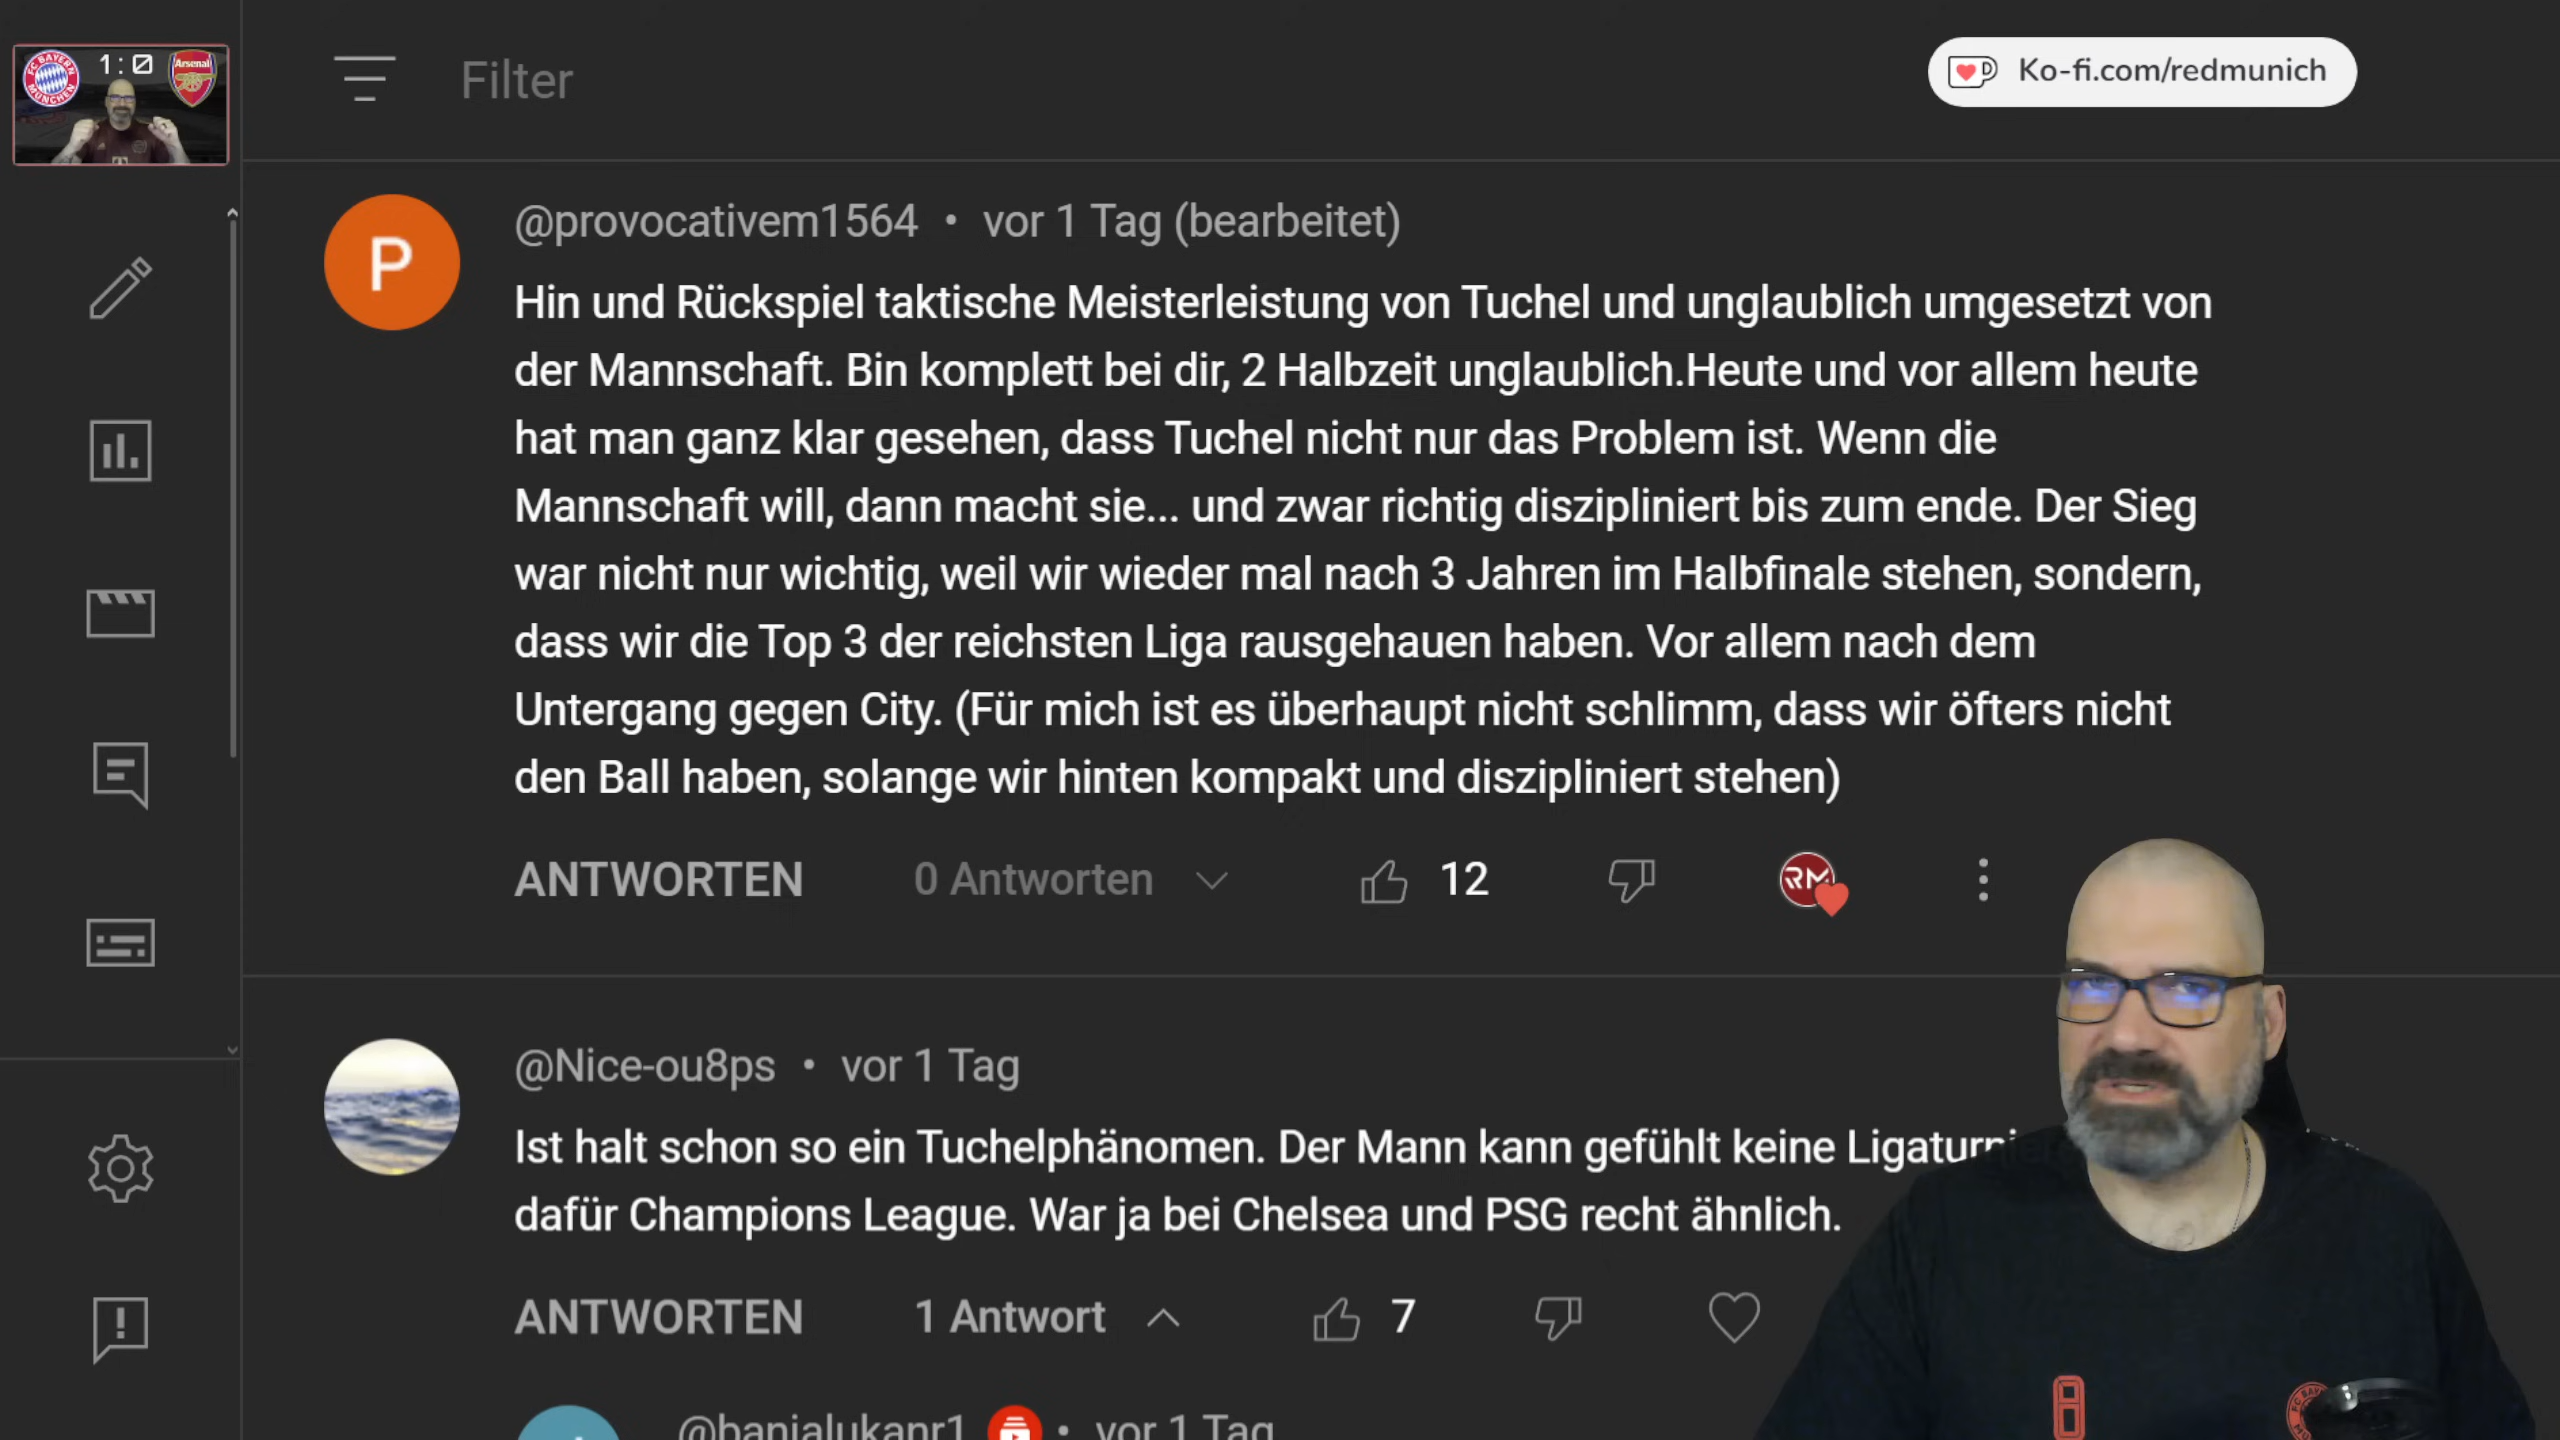 FC BAYERN
MÜNCHEN
1:0
Arsenal
Filter
Ko-fi.com/redmunich
P
@provocativem1564 • vor 1 Tag (bearbeitet)
Hin und Rückspiel taktische Meisterleistung von Tuchel und unglaublich umgesetzt von
der Mannschaft. Bin komplett bei dir, 2 Halbzeit unglaublich.Heute und vor allem heute
hat man ganz klar gesehen, dass Tuchel nicht nur das Problem ist. Wenn die
Mannschaft will, dann macht sie... und zwar richtig diszipliniert bis zum ende. Der Sieg
war nicht nur wichtig, weil wir wieder mal nach 3 Jahren im Halbfinale stehen, sondern,
dass wir die Top 3 der reichsten Liga rausgehauen haben. Vor allem nach dem
Untergang gegen City. (Für mich ist es überhaupt nicht schlimm, dass wir öfters nicht
den Ball haben, solange wir hinten kompakt und diszipliniert stehen)
ANTWORTEN 0 Antworten 12 RM
@Nice-ou8ps • vor 1 Tag
Ist halt schon so ein Tuchelphänomen. Der Mann kann gefühlt keine
dafür Champions League. War ja bei Chelsea und PSG recht ähnlich.
ANTWORTEN 1 Antwort 7
@banjalukanr1 • vor 1 Tag